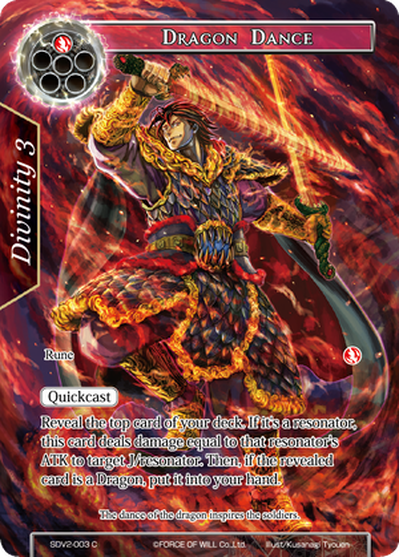 Dragon Dance
Divinity 3
Rune
Quickcast
Reveal the top card of your deck. If it's a resonator,
this card deals damage equal to that resonator's
ATK to target J/resonator. Then, if the revealed
card is a Dragon, put it into your hand.
The dance of the dragon inspires the soldiers.
SDV2-003 C ©FORCE OF WILL Co.,Ltd. Illust/Kusanagi Tyouen